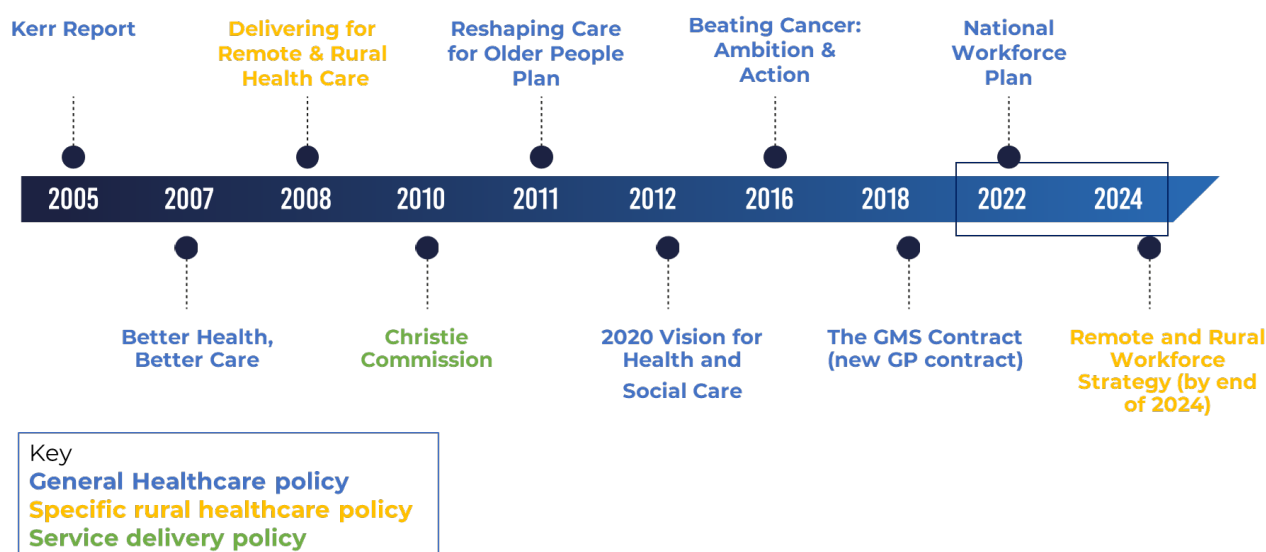 Kerr Report
Delivering for
Remote & Rural
Health Care
Reshaping Care
for Older People
Plan
Beating Cancer:
Ambition &
Action
National
Workforce
Plan
2005 2007 2008 2010 2011 2012 2016 2018 2022 2024
Better Health,
Better Care
Christie
Commission
2020 Vision for
Health and
Social Care
The GMS Contract
(new GP contract)
Remote and Rural
Workforce
Strategy (by end
of 2024)
Key
General Healthcare policy
Specific rural healthcare policy
Service delivery policy